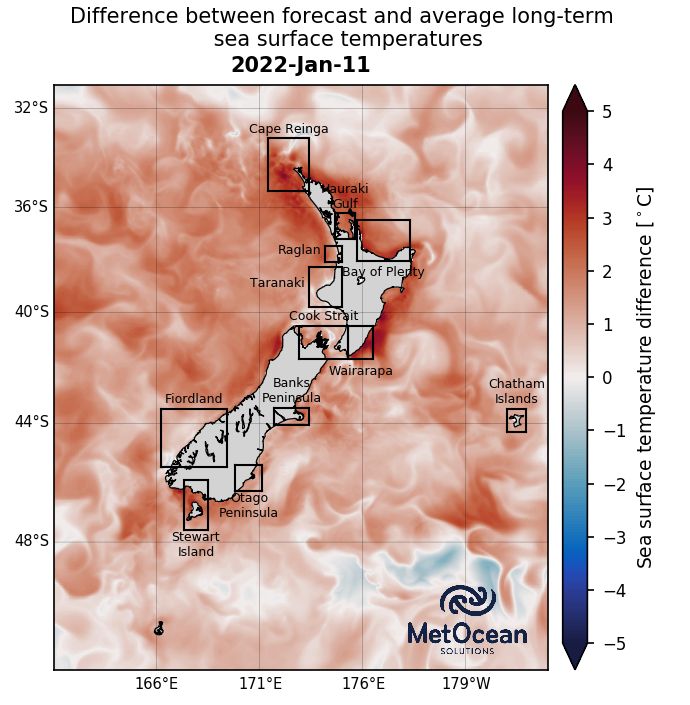 Difference between forecast and average long-term
sea surface temperatures
2022-Jan-11
32°S
36°S
40°S
44°S
48°S
166°E
171°E
176°E
179°W
Cape Reinga
Hauraki
Gulf
Raglan
Bay of Plenty
Taranaki
Cook Strait
Wairarapa
Banks
Peninsula
Fiordland
Chatham
Islands
Otago
Peninsula
Stewart
Island
MetOcean
SOLUTIONS
5
4
3
2
1
0
−1
−2
−3
−4
−5
Sea surface temperature difference [°C]